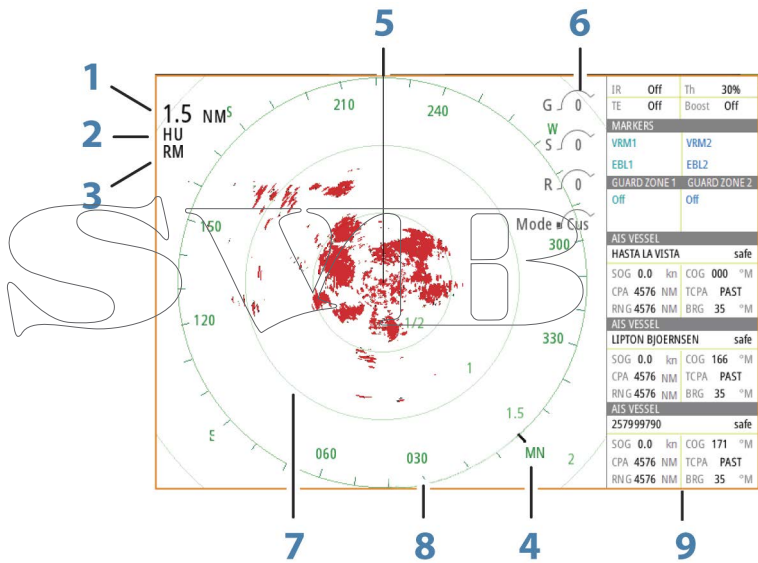 5
6
1
2
3
1.5 NM
HU
RM
S
210
240
W
G 0
S 0
R 0
Mode Cus
150
300
120
330
1/2
1
1.5
2
E
060
030
MN
7
8
4
9
IR Off Th 30%
TE Off Boost Off
MARKERS
VRM1 VRM2
EBL1 EBL2
GUARD ZONE 1 GUARD ZONE 2
Off Off
AIS VESSEL
HASTA LA VISTA safe
SOG 0.0 kn COG 000 °M
CPA 4576 NM TCPA PAST
RNG 4576 NM BRG 35 °M
AIS VESSEL
LIPTON BJOERNSEN safe
SOG 0.0 kn COG 166 °M
CPA 4576 NM TCPA PAST
RNG 4576 NM BRG 35 °M
AIS VESSEL
257999790 safe
SOG 0.0 kn COG 171 °M
CPA 4576 NM TCPA PAST
RNG 4576 NM BRG 35 °M
SVB